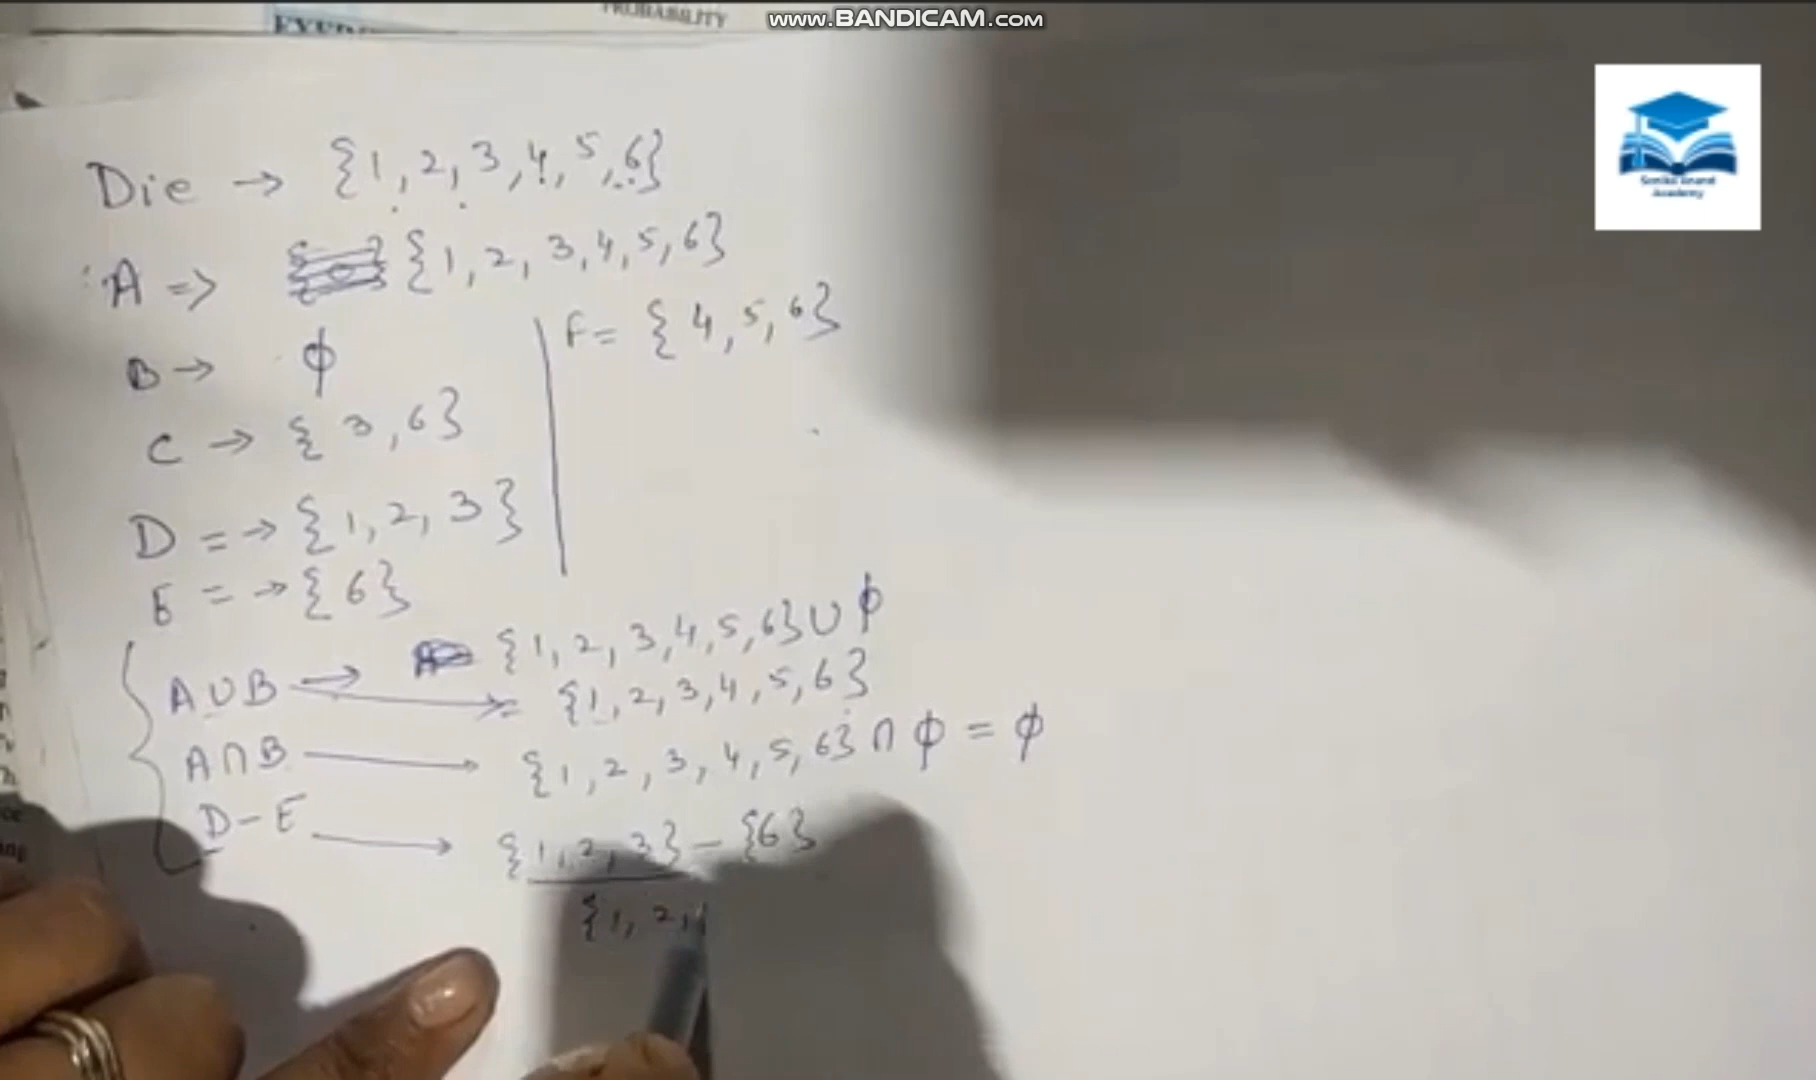 www.BANDICAM.com
PROBABILITY
Academy
Die → {1, 2, 3, 4, 5, 6}
A => {1, 2, 3, 4, 5, 6}
B → ϕ
F = {4, 5, 6}
C → {3, 6}
D = → {1, 2, 3}
E = → {6}
A ∪ B → {1, 2, 3, 4, 5, 6} ∪ ϕ
= {1, 2, 3, 4, 5, 6}
A ∩ B → {1, 2, 3, 4, 5, 6} ∩ ϕ = ϕ
D − E → {1, 2, 3} − {6}
{1, 2,